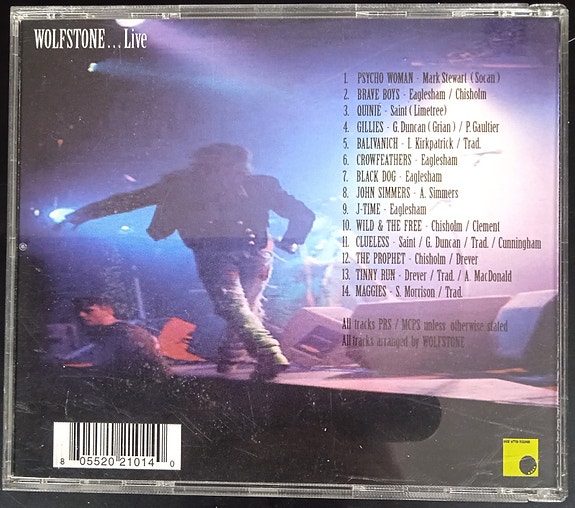 WOLFSTONE...Live
1. PSYCHO WOMAN - Mark Stewart (Socan)
2. BRAVE BOYS - Eaglesham / Chisholm
3. QUINIE - Saint (Limetree)
4. GILLIES - G. Duncan (Grian) / P. Gaultier
5. BALIVANICH - I. Kirkpatrick / Trad.
6. CROWFEATHERS - Eaglesham
7. BLACK DOG - Eaglesham
8. JOHN SIMMERS - A. Simmers
9. J-TIME - Eaglesham
10. WILD & THE FREE - Chisholm / Clement
11. CLUELESS - Saint / G. Duncan / Trad. / Cunningham
12. THE PROPHET - Chisholm / Drever
13. TINNY RUN - Drever / Trad. / A. MacDonald
14. MAGGIES - S. Morrison / Trad.
All tracks PRS / MCPS unless otherwise stated
All tracks arranged by WOLFSTONE
8 05520 21014 0